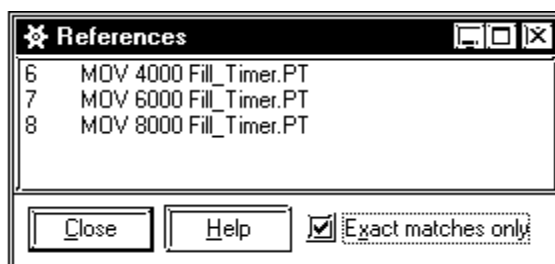 References
6 MOV 4000 Fill_Timer.PT
7 MOV 6000 Fill_Timer.PT
8 MOV 8000 Fill_Timer.PT
Close Help Exact matches only